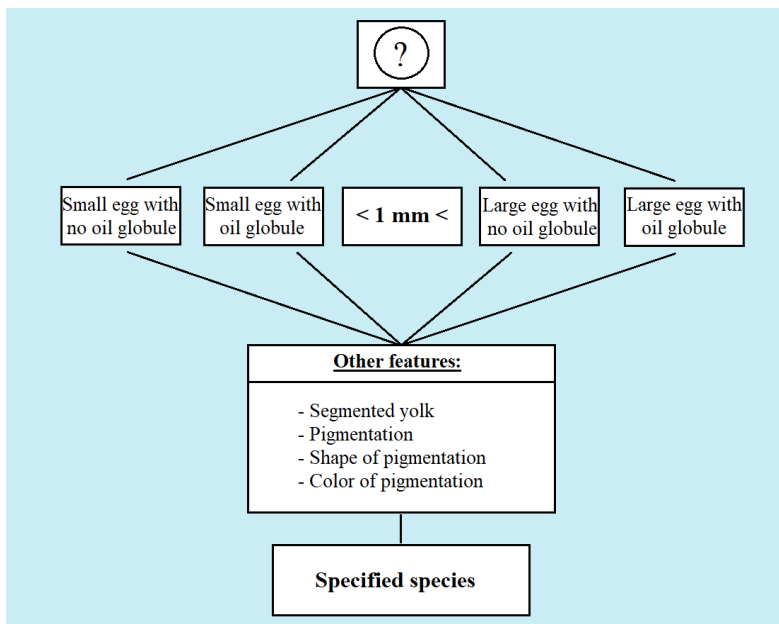 ?
Small egg with
no oil globule
Small egg with
oil globule
< 1 mm <
Large egg with
no oil globule
Large egg with
oil globule
Other features:
- Segmented yolk
- Pigmentation
- Shape of pigmentation
- Color of pigmentation
Specified species